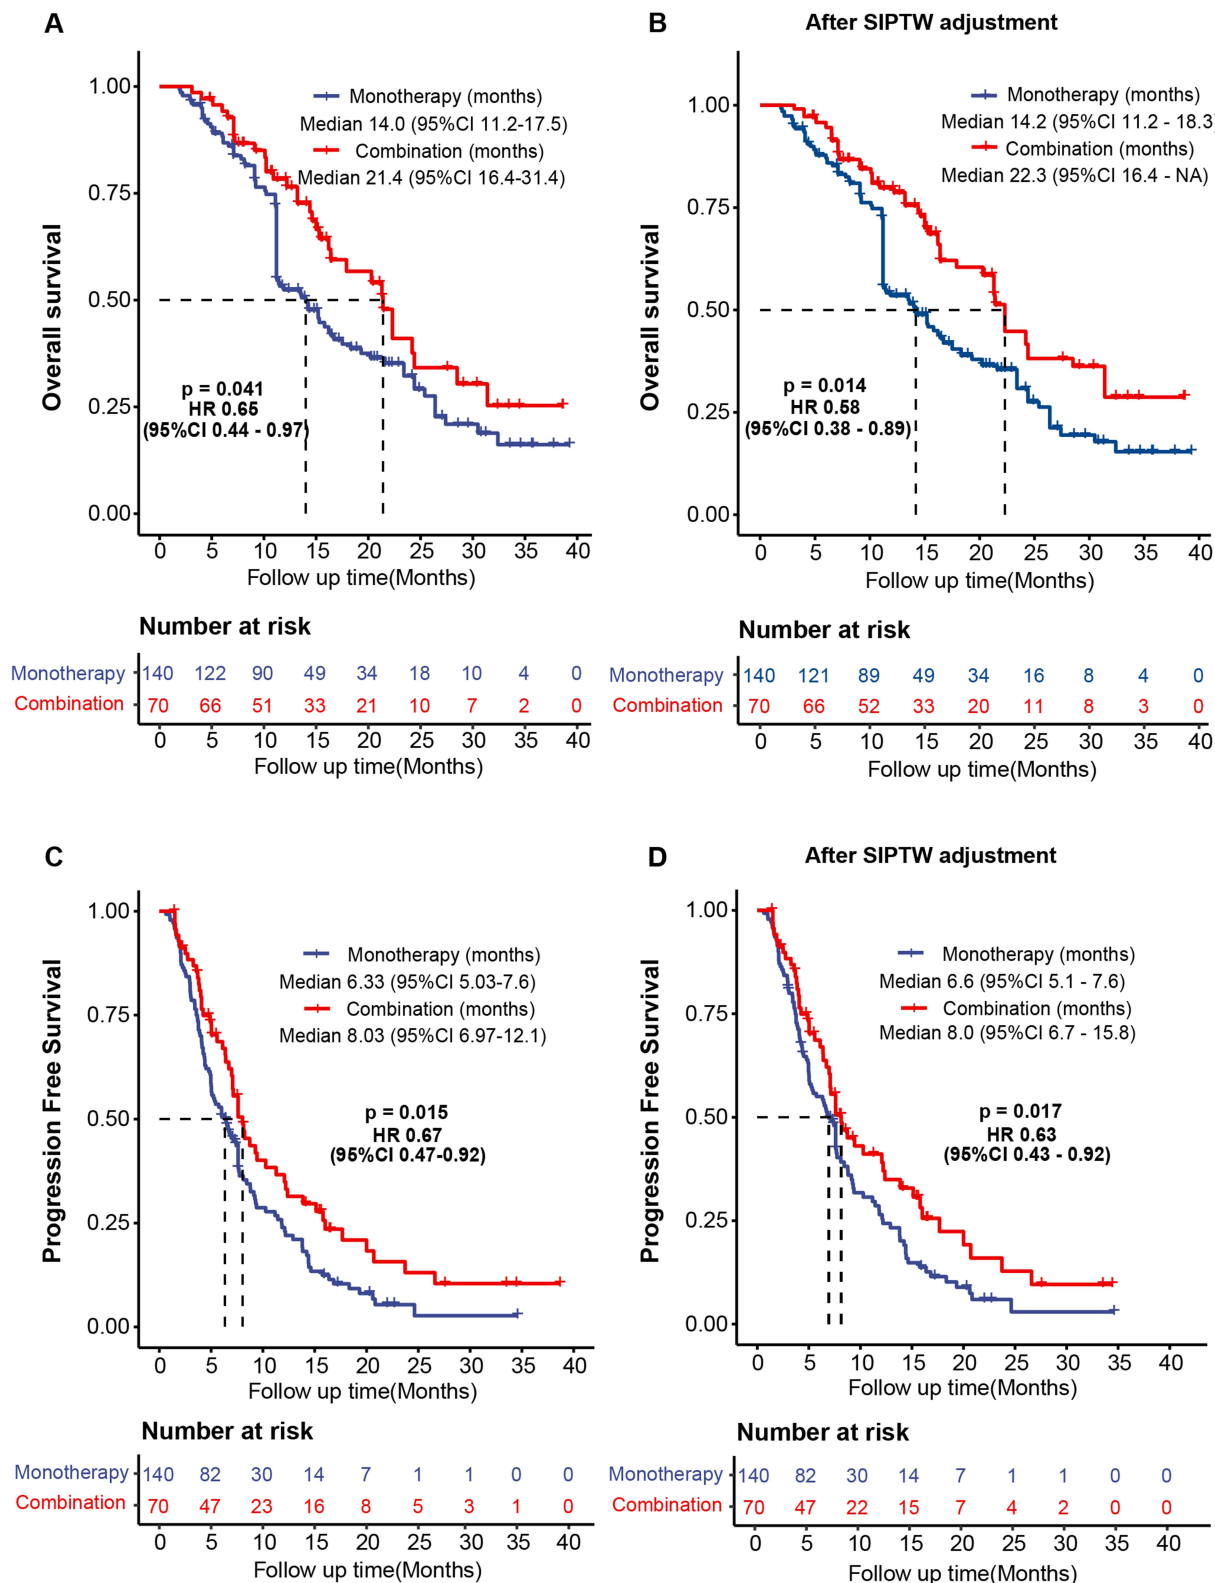 A
1.00
0.75
0.50
0.25
0.00
Overall survival
Monotherapy (months)
Median 14.0 (95%CI 11.2-17.5)
Combination (months)
Median 21.4 (95%CI 16.4-31.4)
p = 0.041
HR 0.65
(95%CI 0.44 - 0.97)
0 5 10 15 20 25 30 35 40
Follow up time(Months)
Number at risk
Monotherapy 140 122 90 49 34 18 10 4 0
Combination 70 66 51 33 21 10 7 2 0
0 5 10 15 20 25 30 35 40
Follow up time(Months)
B
After SIPTW adjustment
1.00
0.75
0.50
0.25
0.00
Overall survival
Monotherapy (months)
Median 14.2 (95%CI 11.2 - 18.3)
Combination (months)
Median 22.3 (95%CI 16.4 - NA)
p = 0.014
HR 0.58
(95%CI 0.38 - 0.89)
0 5 10 15 20 25 30 35 40
Follow up time(Months)
Number at risk
Monotherapy 140 121 89 49 34 16 8 4 0
Combination 70 66 52 33 20 11 8 3 0
0 5 10 15 20 25 30 35 40
Follow up time(Months)
C
1.00
0.75
0.50
0.25
0.00
Progression Free Survival
Monotherapy (months)
Median 6.33 (95%CI 5.03-7.6)
Combination (months)
Median 8.03 (95%CI 6.97-12.1)
p = 0.015
HR 0.67
(95%CI 0.47-0.92)
0 5 10 15 20 25 30 35 40
Follow up time(Months)
Number at risk
Monotherapy 140 82 30 14 7 1 1 0 0
Combination 70 47 23 16 8 5 3 1 0
0 5 10 15 20 25 30 35 40
Follow up time(Months)
D
After SIPTW adjustment
1.00
0.75
0.50
0.25
0.00
Progression Free Survival
Monotherapy (months)
Median 6.6 (95%CI 5.1 - 7.6)
Combination (months)
Median 8.0 (95%CI 6.7 - 15.8)
p = 0.017
HR 0.63
(95%CI 0.43 - 0.92)
0 5 10 15 20 25 30 35 40
Follow up time(Months)
Number at risk
Monotherapy 140 82 30 14 7 1 1 0 0
Combination 70 47 22 15 7 4 2 0 0
0 5 10 15 20 25 30 35 40
Follow up time(Months)